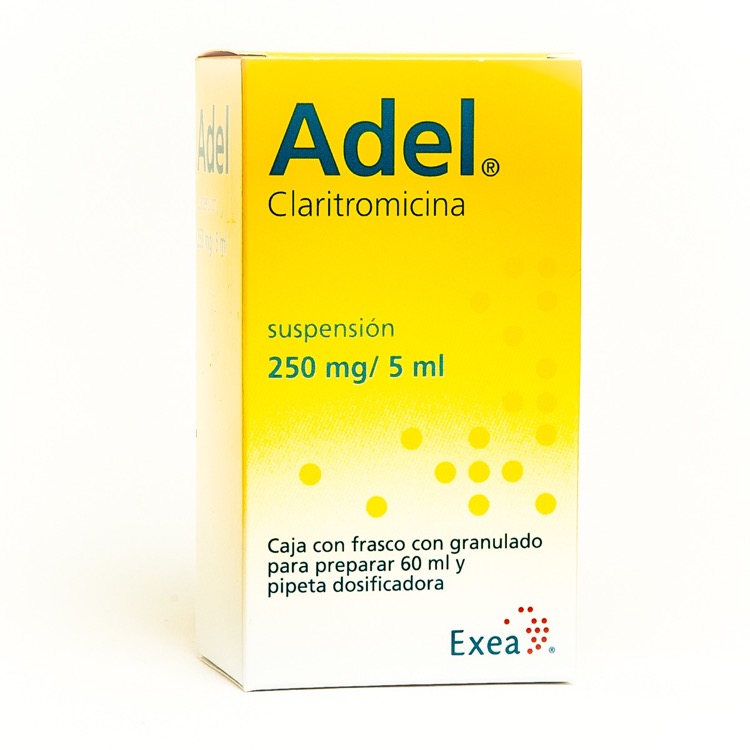 Adel®
Claritromicina
suspensión
250 mg/ 5 ml
Caja con frasco con granulado
para preparar 60 ml y
pipeta dosificadora
Exea®
Adel